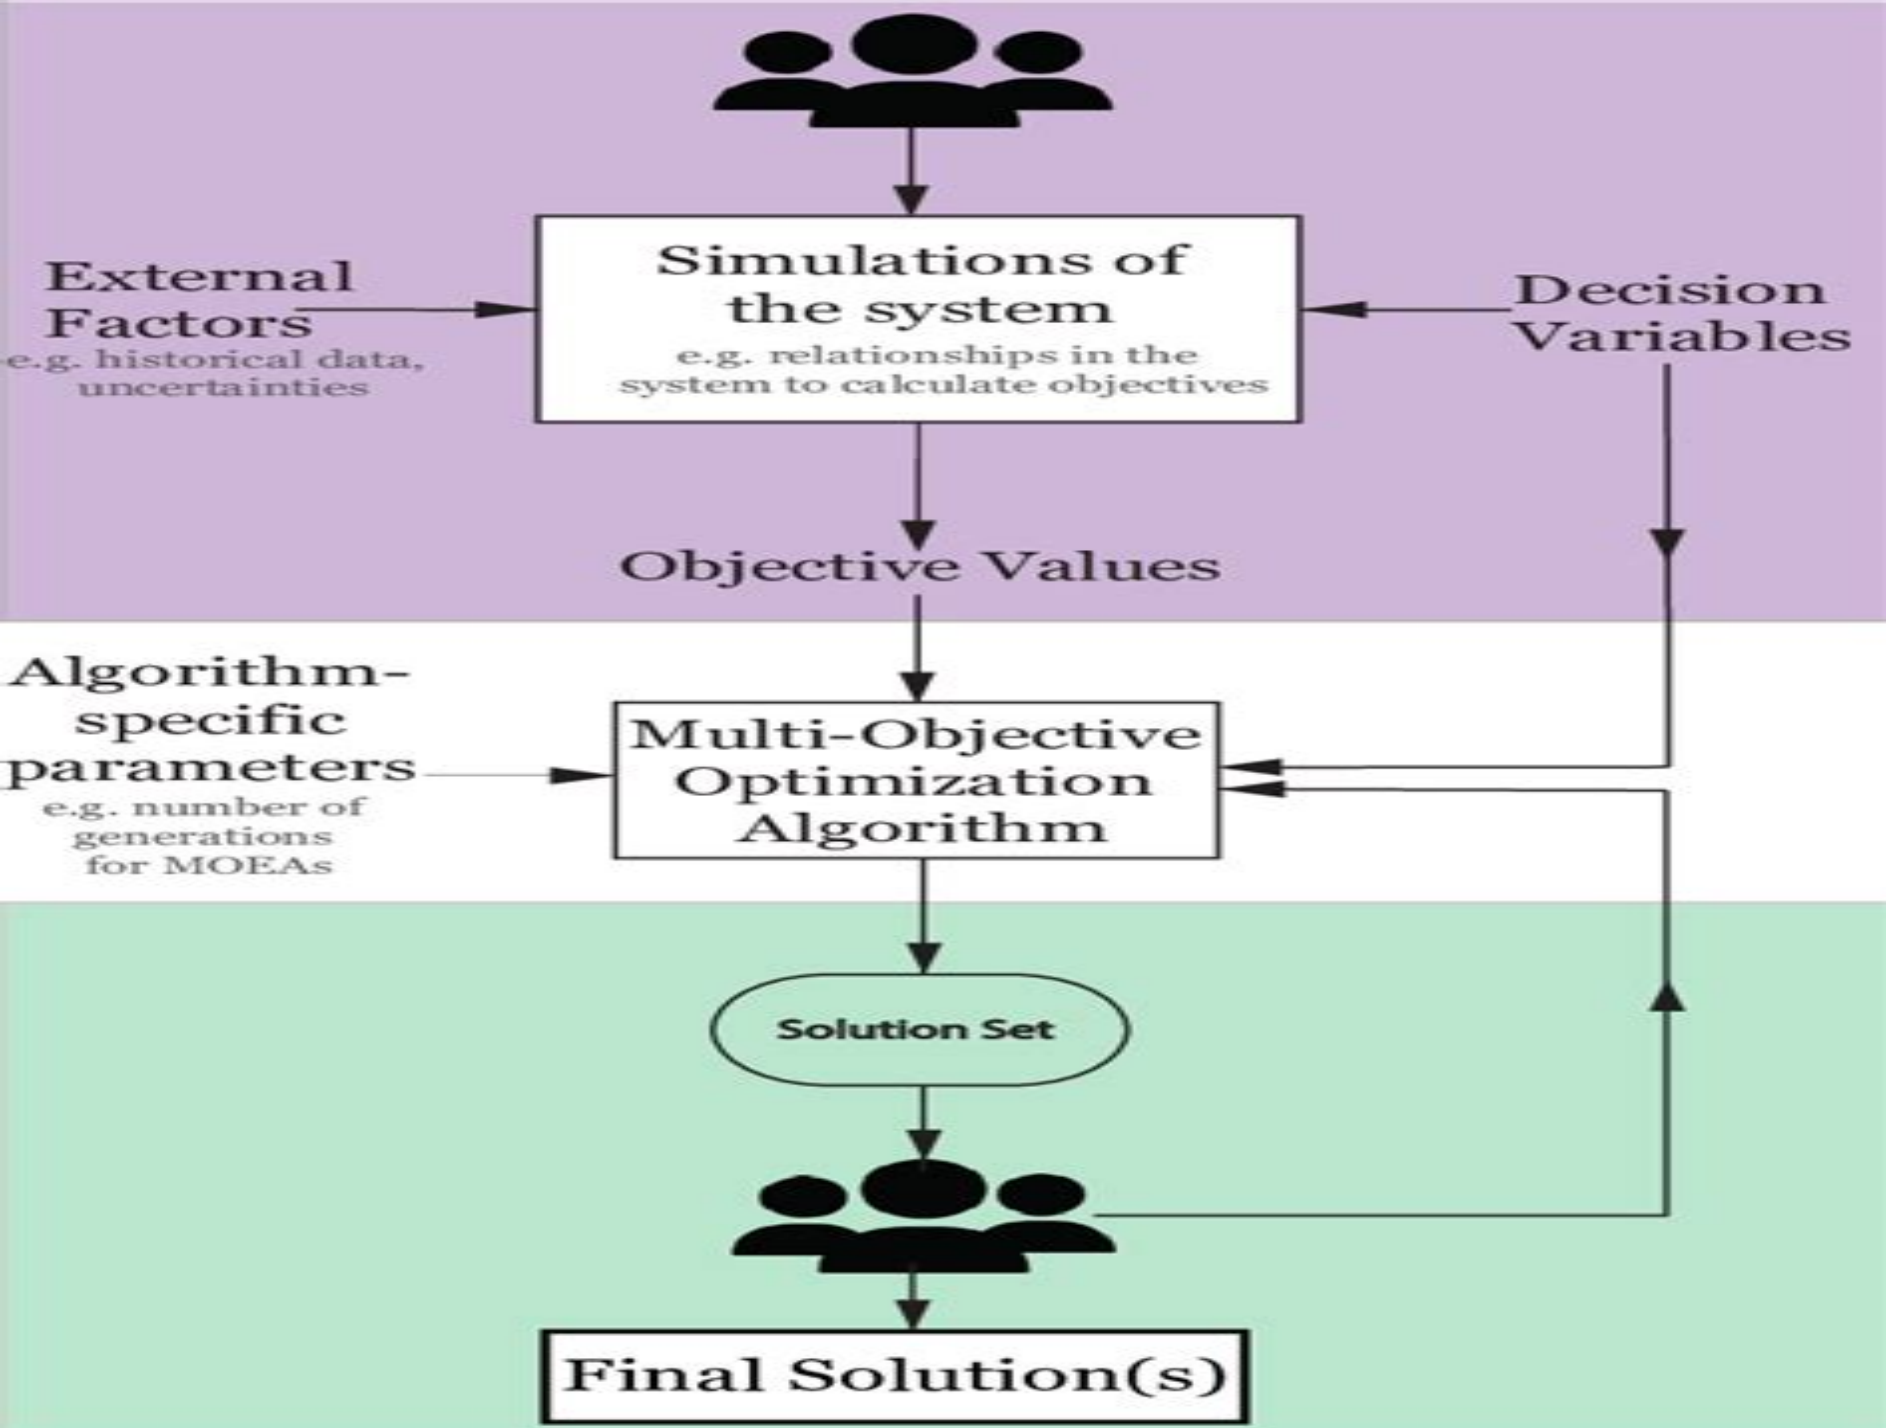 Simulations of
the system
e.g. relationships in the
system to calculate objectives
External
Factors
e.g. historical data,
uncertainties
Decision
Variables
Objective Values
Algorithm-
specific
parameters
e.g. number of
generations
for MOEAs
Multi-Objective
Optimization
Algorithm
Solution Set
Final Solution(s)